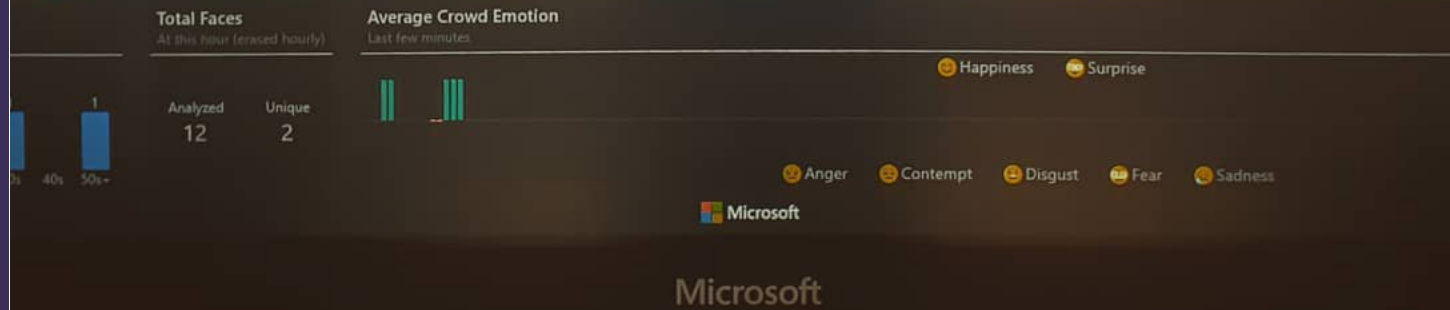 Total Faces
At this hour (erased hourly)
Average Crowd Emotion
Last few minutes
Happiness
Surprise
1
Analyzed
12
Unique
2
40s
50s+
Anger
Contempt
Disgust
Fear
Sadness
Microsoft
Microsoft